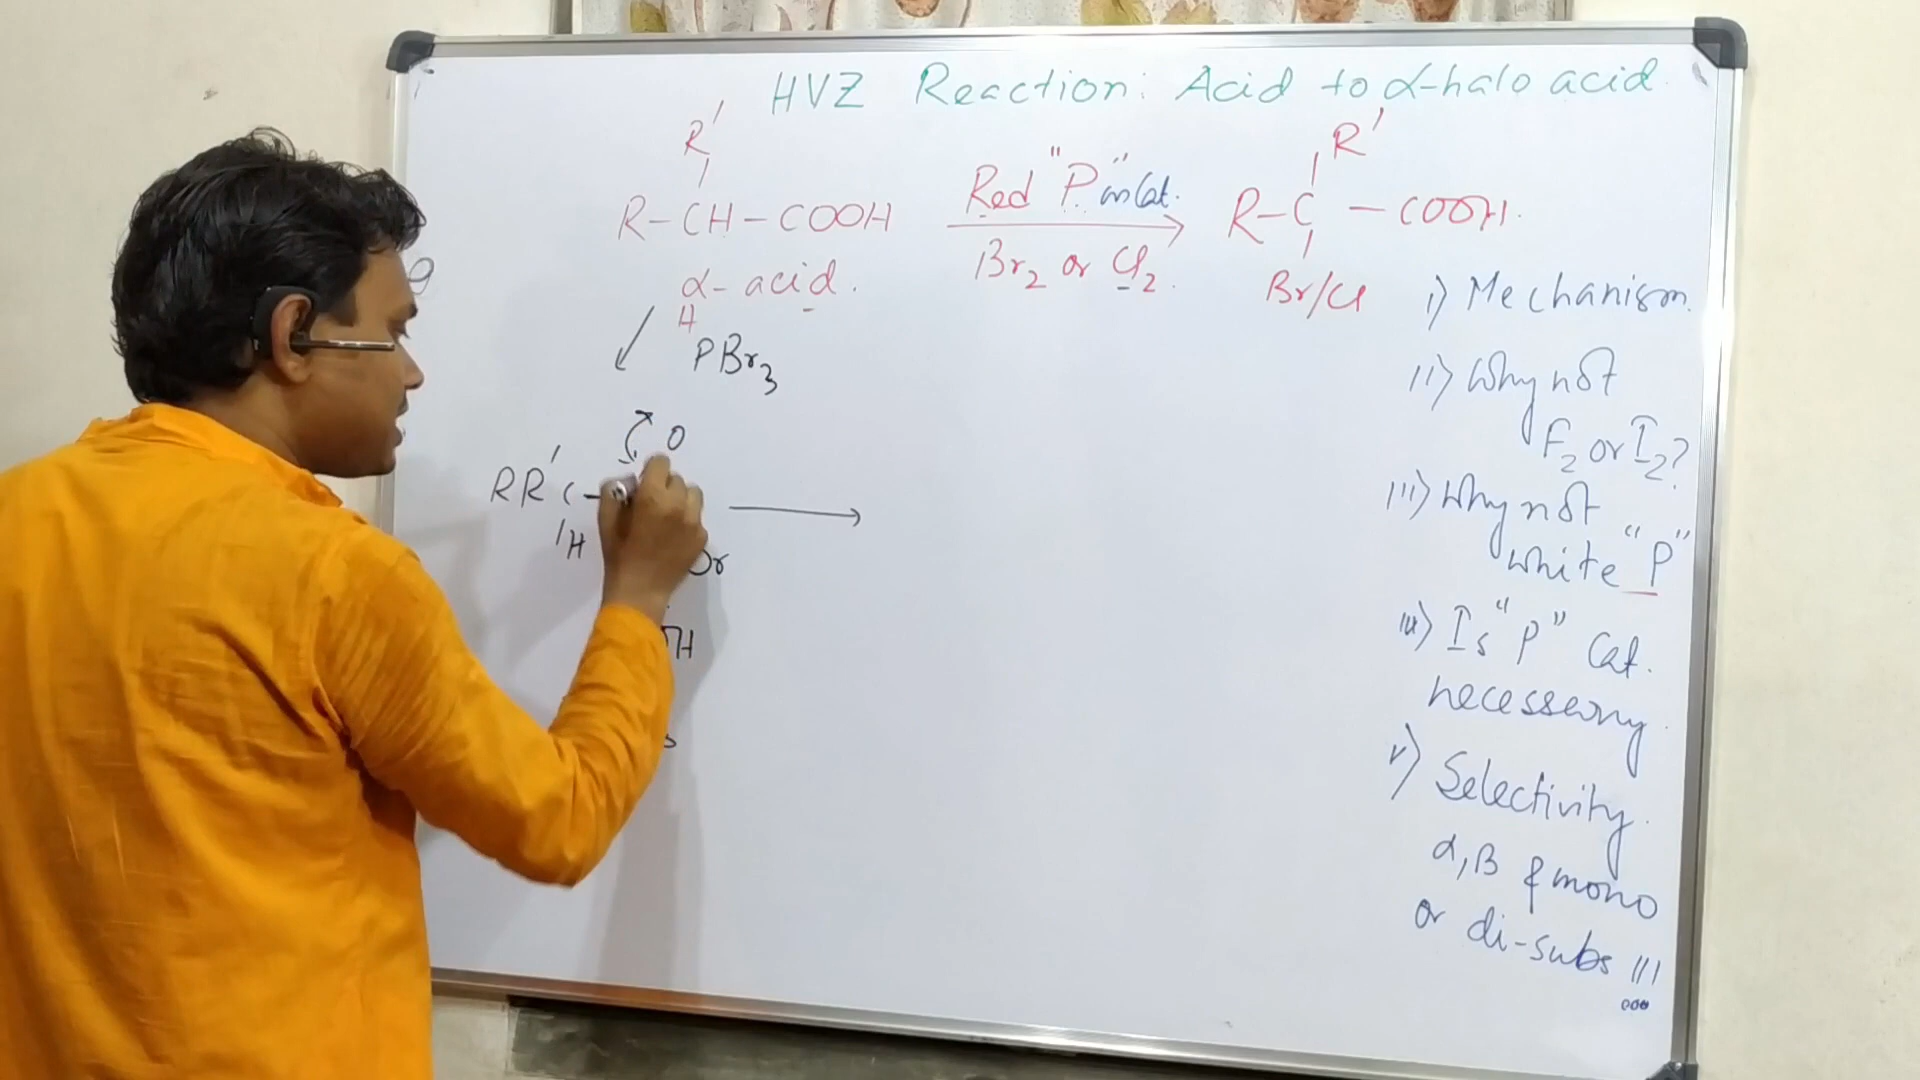 HVZ Reaction: Acid to α-halo acid
R'
R-CH-COOH
α-acid.
H
Red "P" as Cat.
Br2 or Cl2.
R'
R-C-COOH.
Br/Cl
PBr3
O
RR'C-
H
i) Mechanism.
ii) Why not
F2 or I2?
iii) Why not
white "P"
iv) Is "P" Cat.
necessary.
v) Selectivity.
α, β & mono
or di-subs !!!